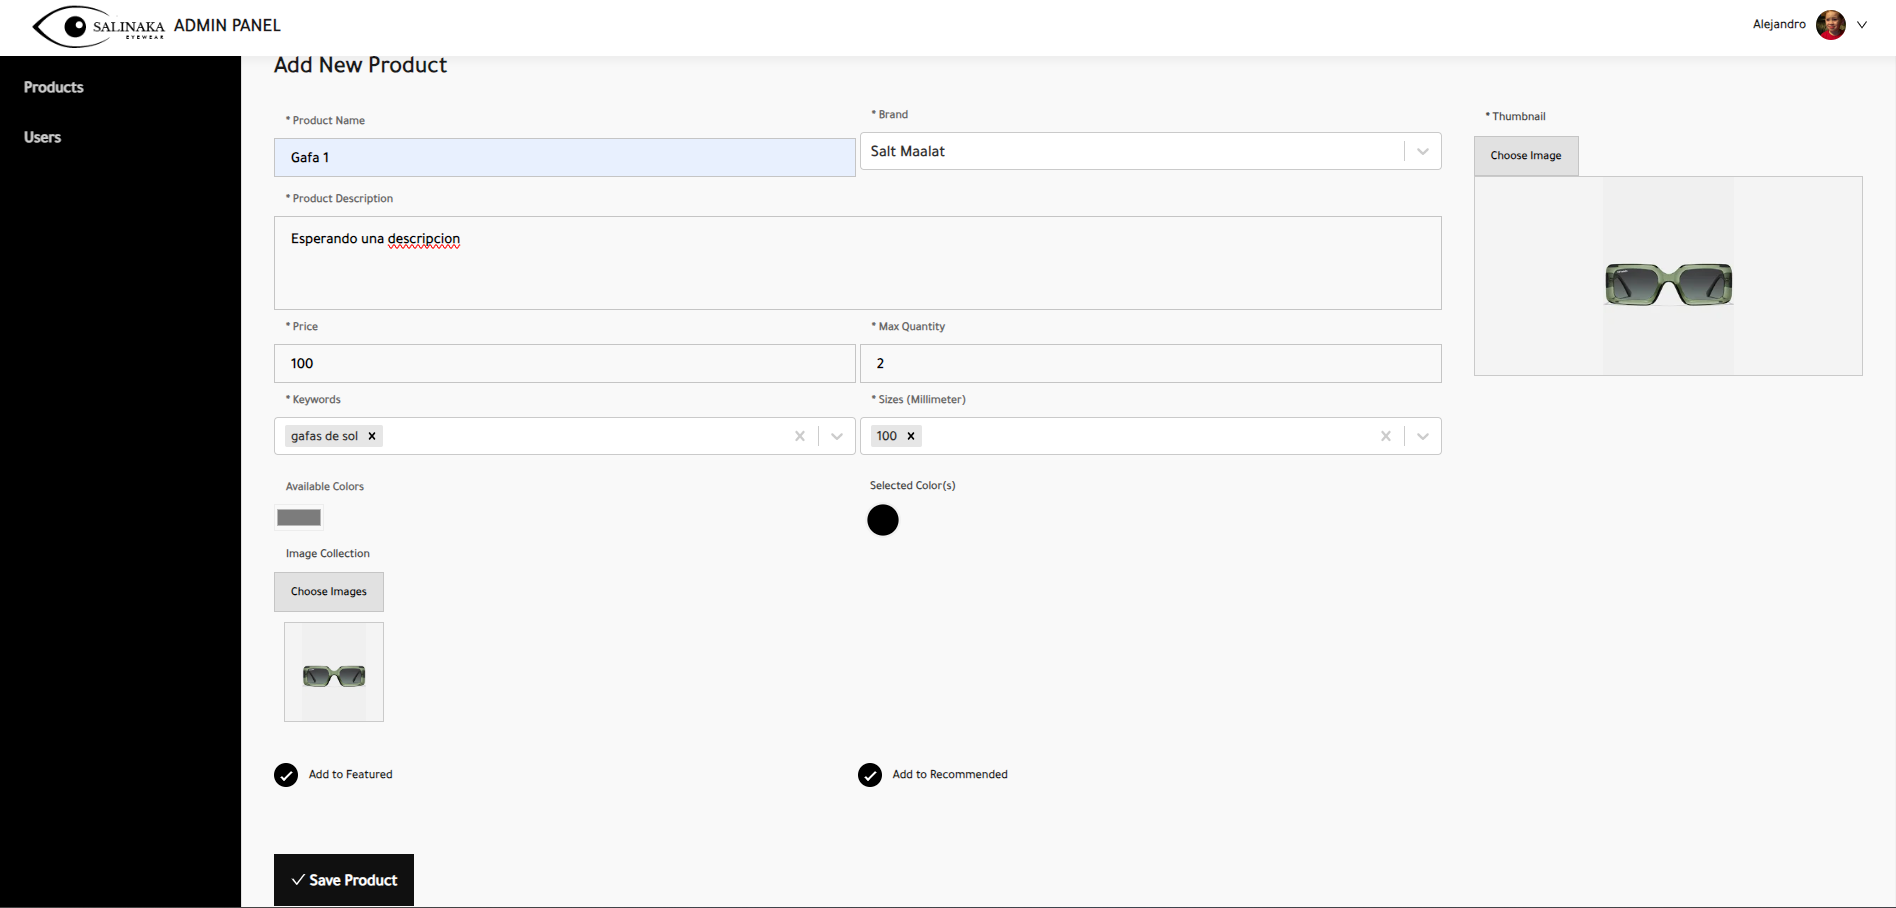 SALINAKA
EYEWEAR
ADMIN PANEL
Alejandro
Products
Users
Add New Product
* Product Name
* Brand
* Thumbnail
Gafa 1
Salt Maalat
Choose Image
* Product Description
Esperando una descripcion
* Price
* Max Quantity
100
2
* Keywords
* Sizes (Millimeter)
gafas de sol
100
Available Colors
Selected Color(s)
Image Collection
Choose Images
Add to Featured
Add to Recommended
Save Product